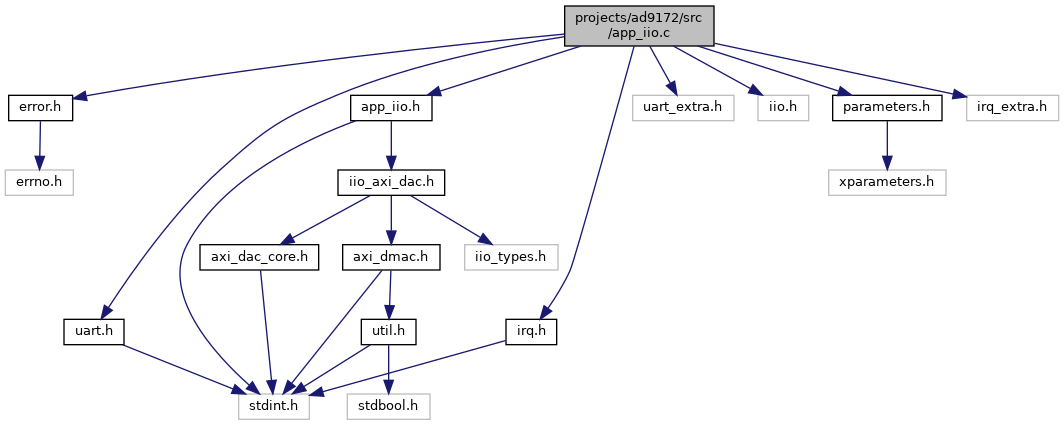 projects/ad9172/src
/app_iio.c
error.h
app_iio.h
uart_extra.h
iio.h
parameters.h
irq_extra.h
errno.h
iio_axi_dac.h
xparameters.h
axi_dac_core.h
axi_dmac.h
iio_types.h
uart.h
util.h
irq.h
stdint.h
stdbool.h